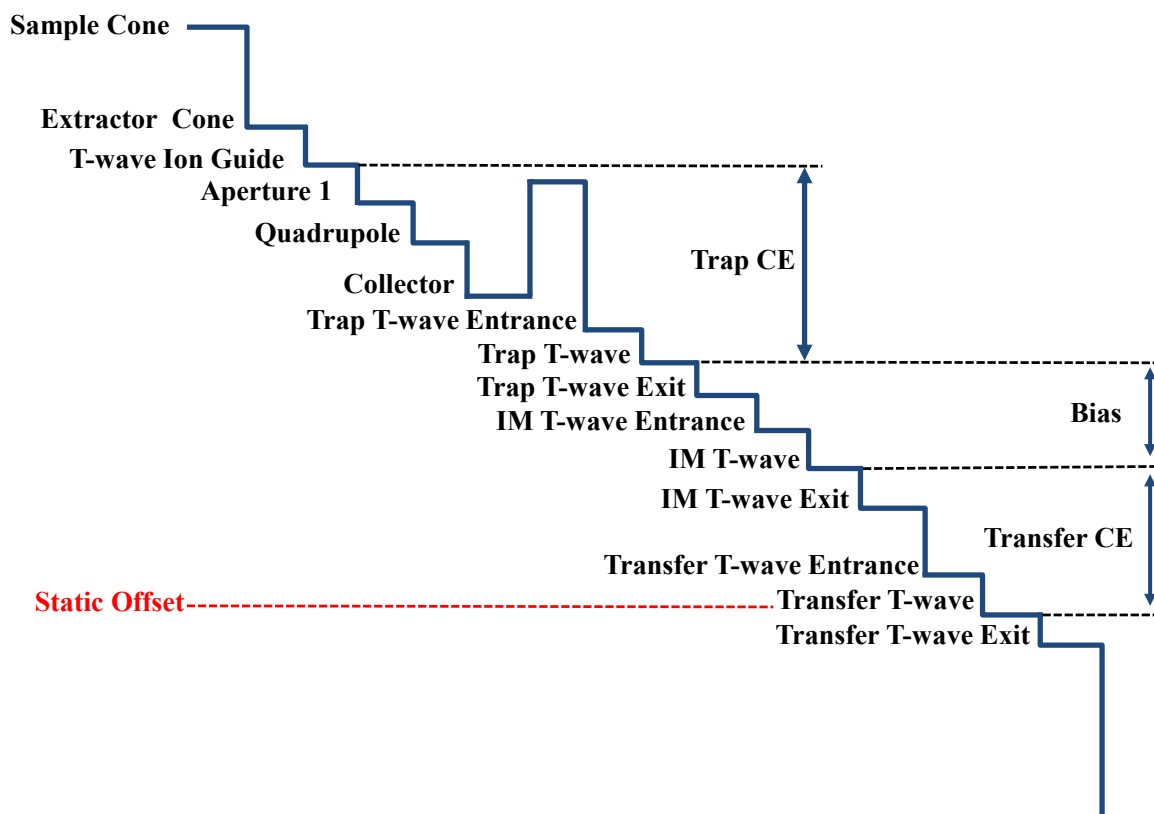 Sample Cone
Extractor Cone
T-wave Ion Guide
Aperture 1
Quadrupole
Trap CE
Collector
Trap T-wave Entrance
Trap T-wave
Trap T-wave Exit
IM T-wave Entrance
Bias
IM T-wave
IM T-wave Exit
Transfer CE
Transfer T-wave Entrance
Static Offset
Transfer T-wave
Transfer T-wave Exit